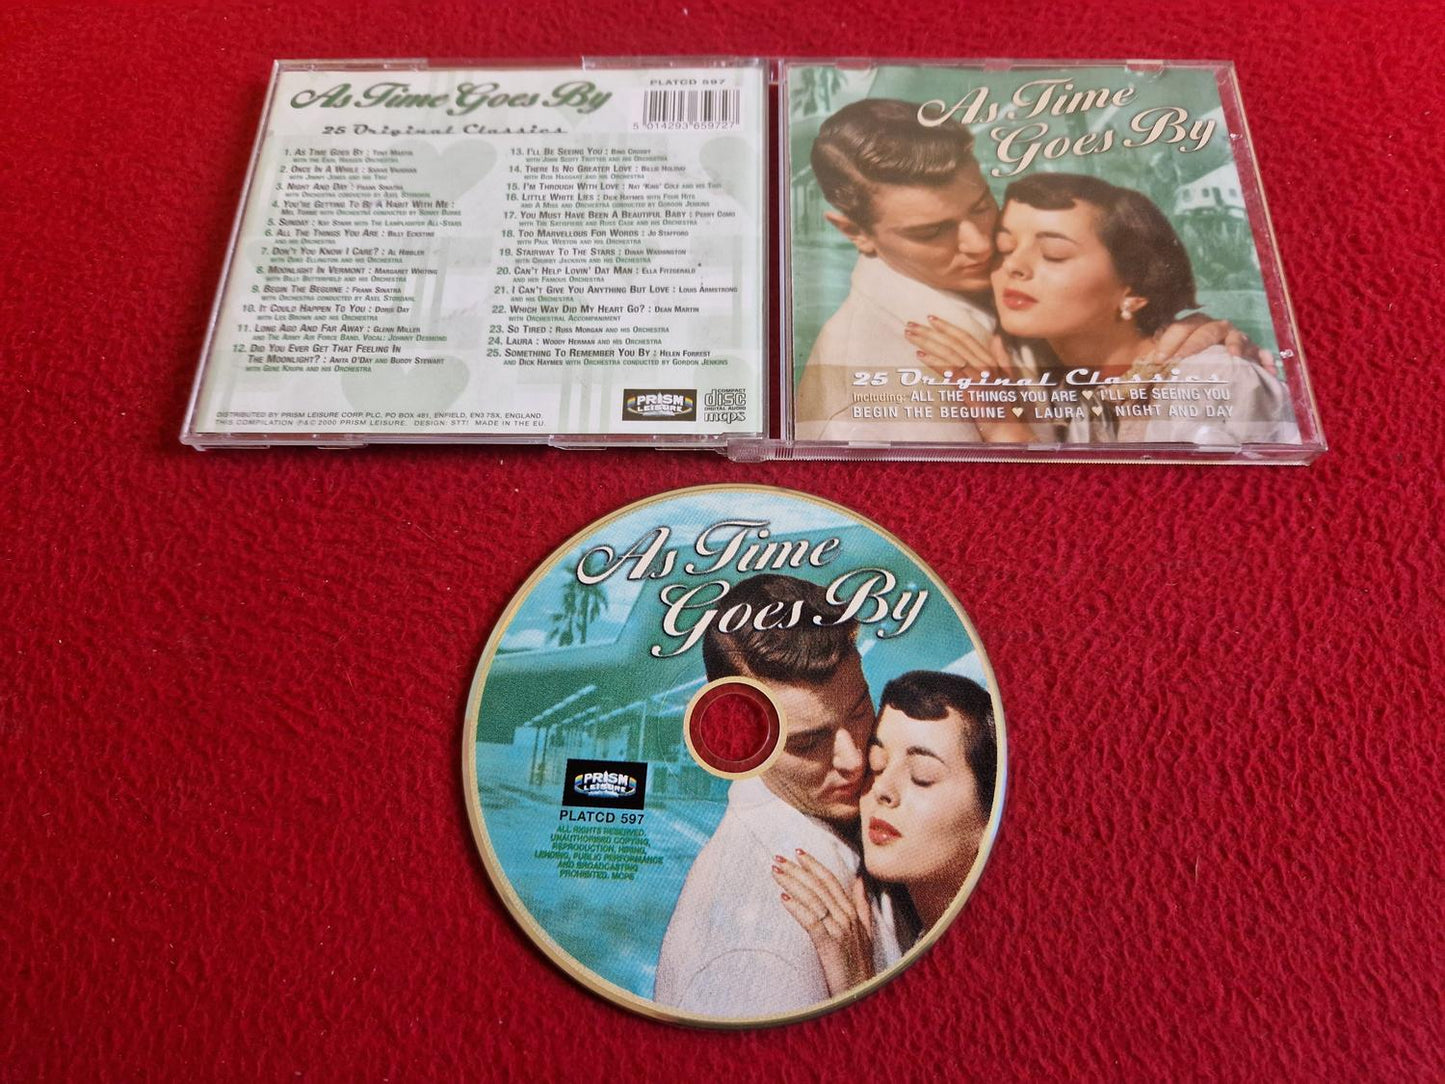 As Time Goes By
25 Original Classics
PLATCD 597
5 014293 659727
1. As Time Goes By : Tony Martin
with the Earl Hagen Orchestra
2. Once In A While : Sarah Vaughan
with Jimmy Jones and his Trio
3. Night And Day : Frank Sinatra
with Orchestra conducted by Axel Stordahl
4. You're Getting To Be A Habit With Me :
Mel Torme with Orchestra conducted by Sonny Burke
5. Sunday : Kay Starr with The Lamplighter All-Stars
6. All The Things You Are : Billy Eckstine
and his Orchestra
7. Don't You Know I Care? : Al Hibbler
with Duke Ellington and his Orchestra
8. Moonlight In Vermont : Margaret Whiting
with Billy Butterfield and his Orchestra
9. Begin The Beguine : Frank Sinatra
with Orchestra conducted by Axel Stordahl
10. It Could Happen To You : Doris Day
with Les Brown and his Orchestra
11. Long Ago And Far Away : Glenn Miller
and The Army Air Force Band, Vocal: Johnny Desmond
12. Did You Ever Get That Feeling In
The Moonlight? : Anita O'Day and Buddy Stewart
with Gene Krupa and his Orchestra
13. I'll Be Seeing You : Bing Crosby
with John Scott Trotter and his Orchestra
14. There Is No Greater Love : Billie Holiday
with Bob Haggart and his Orchestra
15. I'm Through With Love : Nat 'King' Cole and his Trio
16. Little White Lies : Dick Haymes with Four Hits
and A Miss and Orchestra conducted by Gordon Jenkins
17. You Must Have Been A Beautiful Baby : Perry Como
with The Satisfiers and Russ Case and his Orchestra
18. Too Marvellous For Words : Jo Stafford
with Paul Weston and his Orchestra
19. Stairway To The Stars : Dinah Washington
with Chubby Jackson and his Orchestra
20. Can't Help Lovin' Dat Man : Ella Fitzgerald
and her Famous Orchestra
21. I Can't Give You Anything But Love : Louis Armstrong
and his Orchestra
22. Which Way Did My Heart Go? : Dean Martin
with Orchestral Accompaniment
23. So Tired : Russ Morgan and his Orchestra
24. Laura : Woody Herman and his Orchestra
25. Something To Remember You By : Helen Forrest
and Dick Haymes with Orchestra conducted by Gordon Jenkins
PRISM
LEISURE
COMPACT
disc
DIGITAL AUDIO
mcps
DISTRIBUTED BY PRISM LEISURE CORP. PLC, PO BOX 481, ENFIELD, EN3 7SX, ENGLAND.
THIS COMPILATION P&C 2000 PRISM LEISURE. DESIGN: STT! MADE IN THE EU.
As Time
Goes By
25 Original Classics
Including: ALL THE THINGS YOU ARE ♥ I'LL BE SEEING YOU
BEGIN THE BEGUINE ♥ LAURA ♥ NIGHT AND DAY
As Time
Goes By
PRISM
LEISURE
PLATCD 597
ALL RIGHTS RESERVED.
UNAUTHORISED COPYING,
REPRODUCTION, HIRING,
LENDING, PUBLIC PERFORMANCE
AND BROADCASTING
PROHIBITED. MCPS